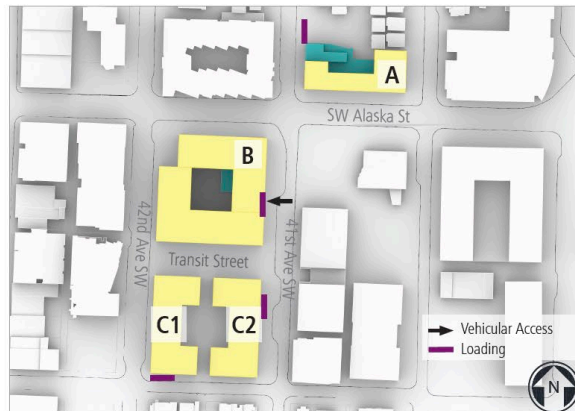 A
SW Alaska St
B
42nd Ave SW
41st Ave SW
Transit Street
C1
C2
Vehicular Access
Loading
N